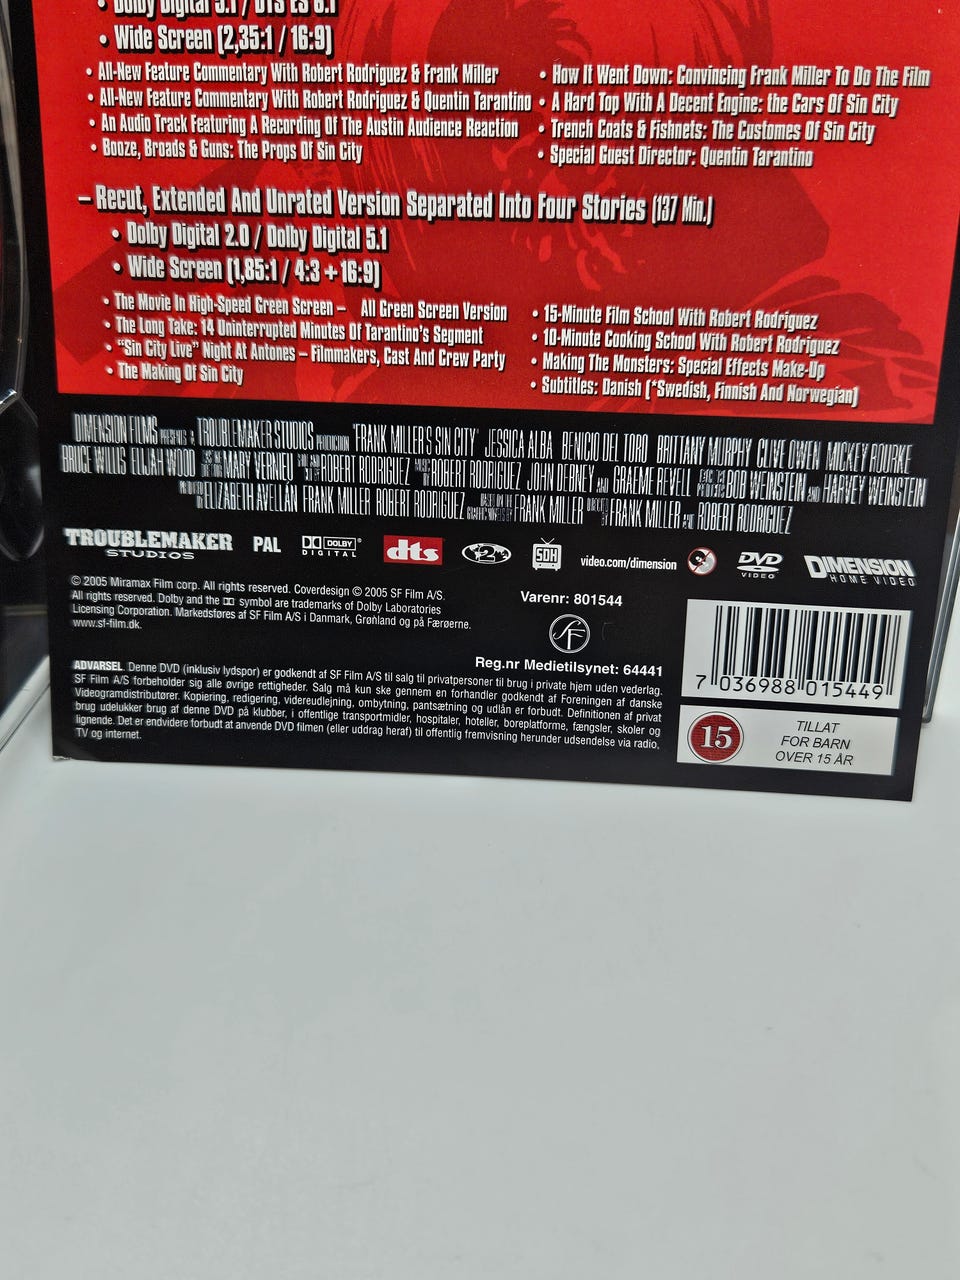 • Dolby Digital 5.1 / DTS ES 6.1
• Wide Screen (2,35:1 / 16:9)
• All-New Feature Commentary With Robert Rodriguez & Frank Miller
• All-New Feature Commentary With Robert Rodriguez & Quentin Tarantino
• An Audio Track Featuring A Recording Of The Austin Audience Reaction
• Booze, Broads & Guns: The Props Of Sin City
• How It Went Down: Convincing Frank Miller To Do The Film
• A Hard Top With A Decent Engine: the Cars Of Sin City
• Trench Coats & Fishnets: The Customes Of Sin City
• Special Guest Director: Quentin Tarantino
– Recut, Extended And Unrated Version Separated Into Four Stories (137 Min.)
• Dolby Digital 2.0 / Dolby Digital 5.1
• Wide Screen (1,85:1 / 4:3 + 16:9)
• The Movie In High-Speed Green Screen – All Green Screen Version
• The Long Take: 14 Uninterrupted Minutes Of Tarantino's Segment
• "Sin City Live" Night At Antones – Filmmakers, Cast And Crew Party
• The Making Of Sin City
• 15-Minute Film School With Robert Rodriguez
• 10-Minute Cooking School With Robert Rodriguez
• Making The Monsters: Special Effects Make-Up
• Subtitles: Danish (*Swedish, Finnish And Norwegian)
DIMENSION FILMS PRESENTS A TROUBLEMAKER STUDIOS PRODUCTION "FRANK MILLER'S SIN CITY" JESSICA ALBA BENICIO DEL TORO BRITTANY MURPHY CLIVE OWEN MICKEY ROURKE
BRUCE WILLIS ELIJAH WOOD MARY VERNIEU ROBERT RODRIGUEZ ROBERT RODRIGUEZ JOHN DEBNEY AND GRAEME REVELL BOB WEINSTEIN AND HARVEY WEINSTEIN
ELIZABETH AVELLAN FRANK MILLER ROBERT RODRIGUEZ FRANK MILLER FRANK MILLER AND ROBERT RODRIGUEZ
TROUBLEMAKER
STUDIOS
PAL
DOLBY
DIGITAL
dts
2
SDH
video.com/dimension
DVD
VIDEO
DIMENSION
HOME VIDEO
© 2005 Miramax Film corp. All rights reserved. Coverdesign © 2005 SF Film A/S.
All rights reserved. Dolby and the symbol are trademarks of Dolby Laboratories
Licensing Corporation. Markedsføres af SF Film A/S i Danmark, Grønland og på Færøerne.
www.sf-film.dk.
Varenr: 801544
SF
Reg.nr Medietilsynet: 64441
ADVARSEL. Denne DVD (inklusiv lydspor) er godkendt af SF Film A/S til salg til privatpersoner til brug i private hjem uden vederlag.
SF Film A/S forbeholder sig alle øvrige rettigheder. Salg må kun ske gennem en forhandler godkendt af Foreningen af danske
Videogramdistributører. Kopiering, redigering, videreudlejning, ombytning, pantsætning og udlån er forbudt. Definitionen af privat
brug udelukker brug af denne DVD på klubber, i offentlige transportmidler, hospitaler, hoteller, boreplatforme, fængsler, skoler og
lignende. Det er endvidere forbudt at anvende DVD filmen (eller uddrag heraf) til offentlig fremvisning herunder udsendelse via radio,
TV og internet.
7 036988 015449
15
TILLAT
FOR BARN
OVER 15 ÅR